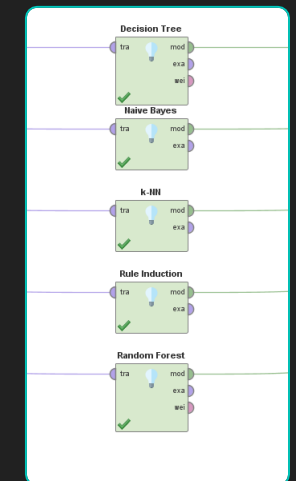 Decision Tree
tra mod
exa
wei
Naive Bayes
tra mod
exa
k-NN
tra mod
exa
Rule Induction
tra mod
exa
Random Forest
tra mod
exa
wei